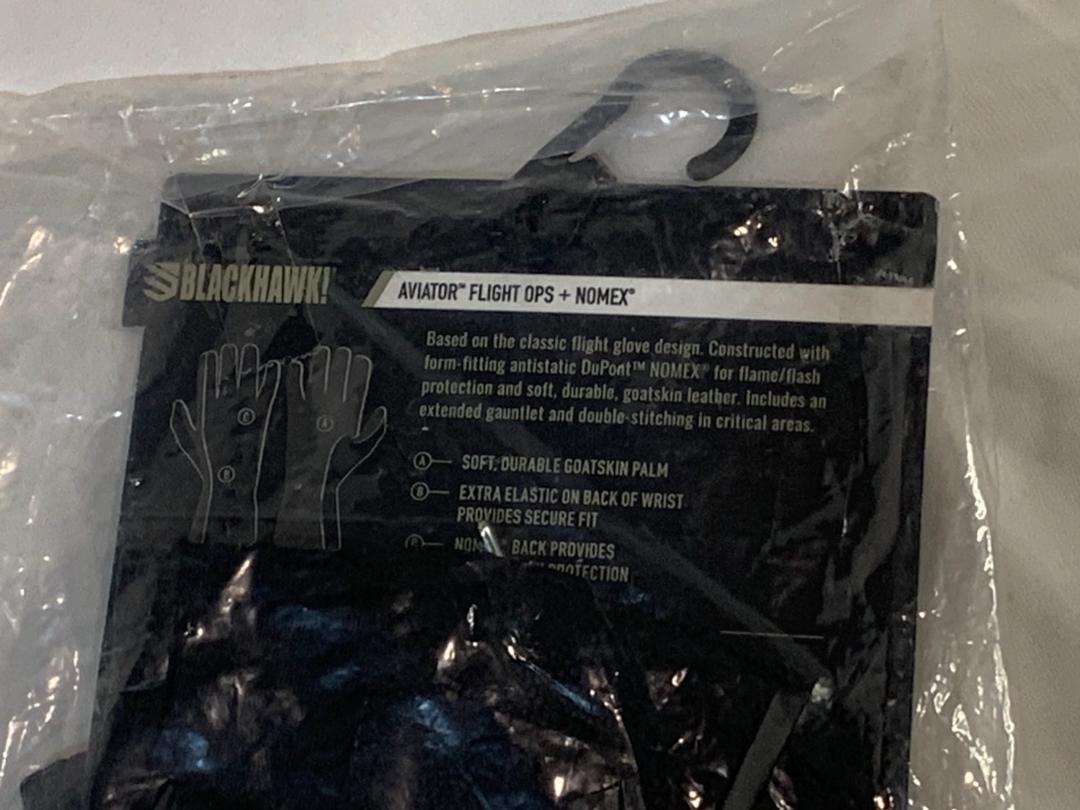 BLACKHAWK!
AVIATOR™ FLIGHT OPS + NOMEX®
Based on the classic flight glove design. Constructed with
form-fitting antistatic DuPont™ NOMEX® for flame/flash
protection and soft, durable, goatskin leather. Includes an
extended gauntlet and double-stitching in critical areas.
C
A
B
A SOFT, DURABLE GOATSKIN PALM
B EXTRA ELASTIC ON BACK OF WRIST
PROVIDES SECURE FIT
C BACK PROVIDES
PROTECTION